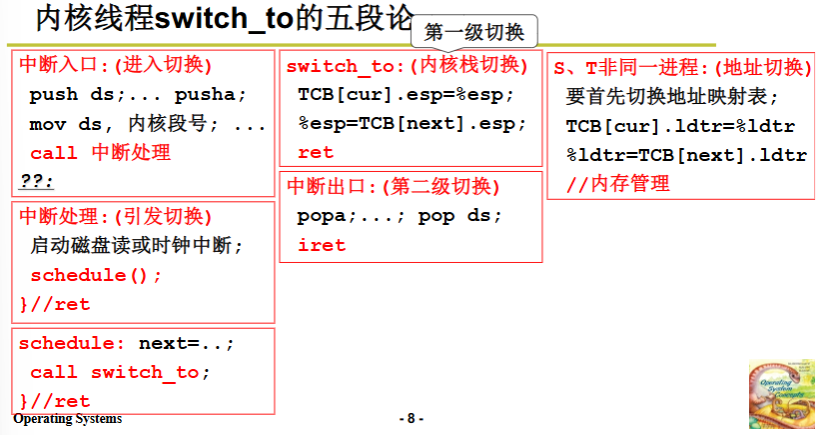 内核线程switch_to的五段论
第一级切换
中断入口:(进入切换)
push ds;... pusha;
mov ds, 内核段号; ...
call 中断处理
??:
中断处理:(引发切换)
启动磁盘读或时钟中断;
schedule();
}//ret
schedule: next=..;
call switch_to;
}//ret
switch_to:(内核栈切换)
TCB[cur].esp=%esp;
%esp=TCB[next].esp;
ret
中断出口:(第二级切换)
popa;...; pop ds;
iret
S、T非同一进程:(地址切换)
要首先切换地址映射表;
TCB[cur].ldtr=%ldtr
%ldtr=TCB[next].ldtr
//内存管理
Operating Systems
- 8 -
Operating
System
Concepts